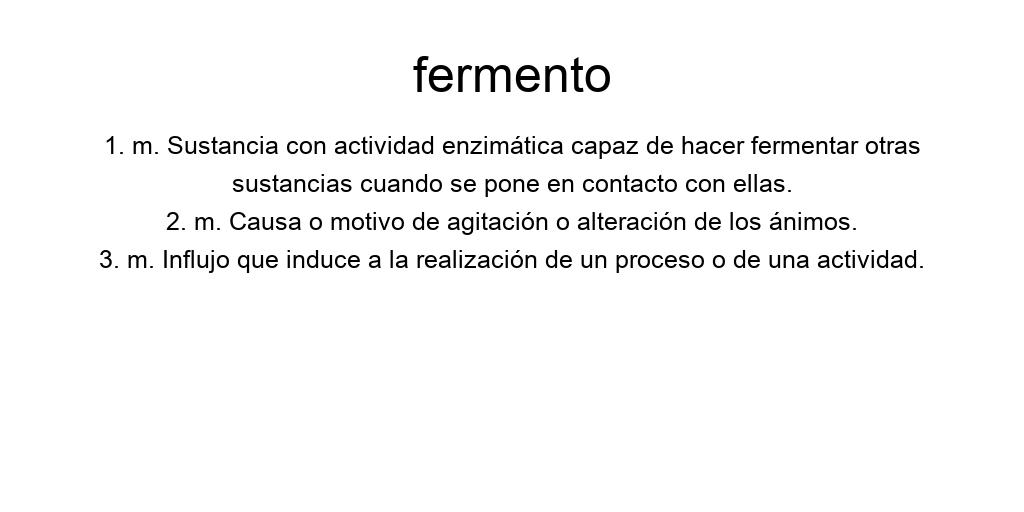 fermento
1. m. Sustancia con actividad enzimática capaz de hacer fermentar otras
sustancias cuando se pone en contacto con ellas.
2. m. Causa o motivo de agitación o alteración de los ánimos.
3. m. Influjo que induce a la realización de un proceso o de una actividad.